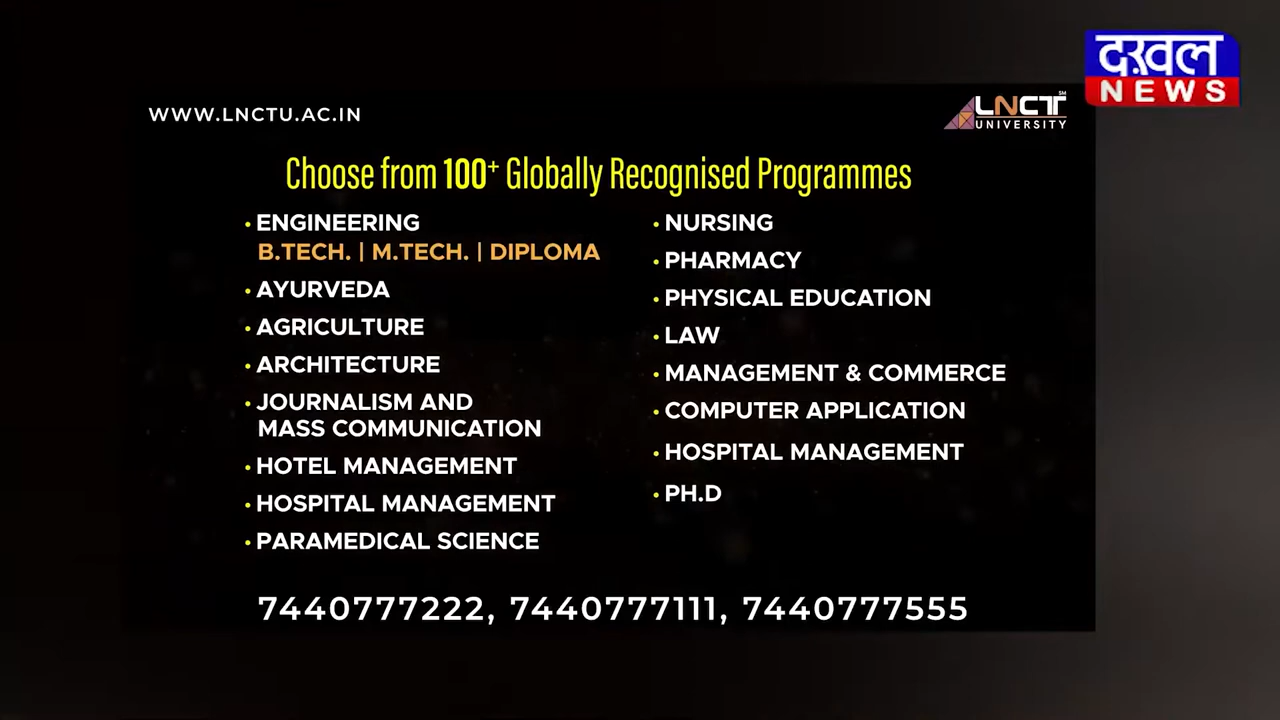 दख़ल
NEWS
WWW.LNCTU.AC.IN
LNCT SM
UNIVERSITY
Choose from 100+ Globally Recognised Programmes
• ENGINEERING
B.TECH. | M.TECH. | DIPLOMA
• AYURVEDA
• AGRICULTURE
• ARCHITECTURE
• JOURNALISM AND
MASS COMMUNICATION
• HOTEL MANAGEMENT
• HOSPITAL MANAGEMENT
• PARAMEDICAL SCIENCE
• NURSING
• PHARMACY
• PHYSICAL EDUCATION
• LAW
• MANAGEMENT & COMMERCE
• COMPUTER APPLICATION
• HOSPITAL MANAGEMENT
• PH.D
7440777222, 7440777111, 7440777555